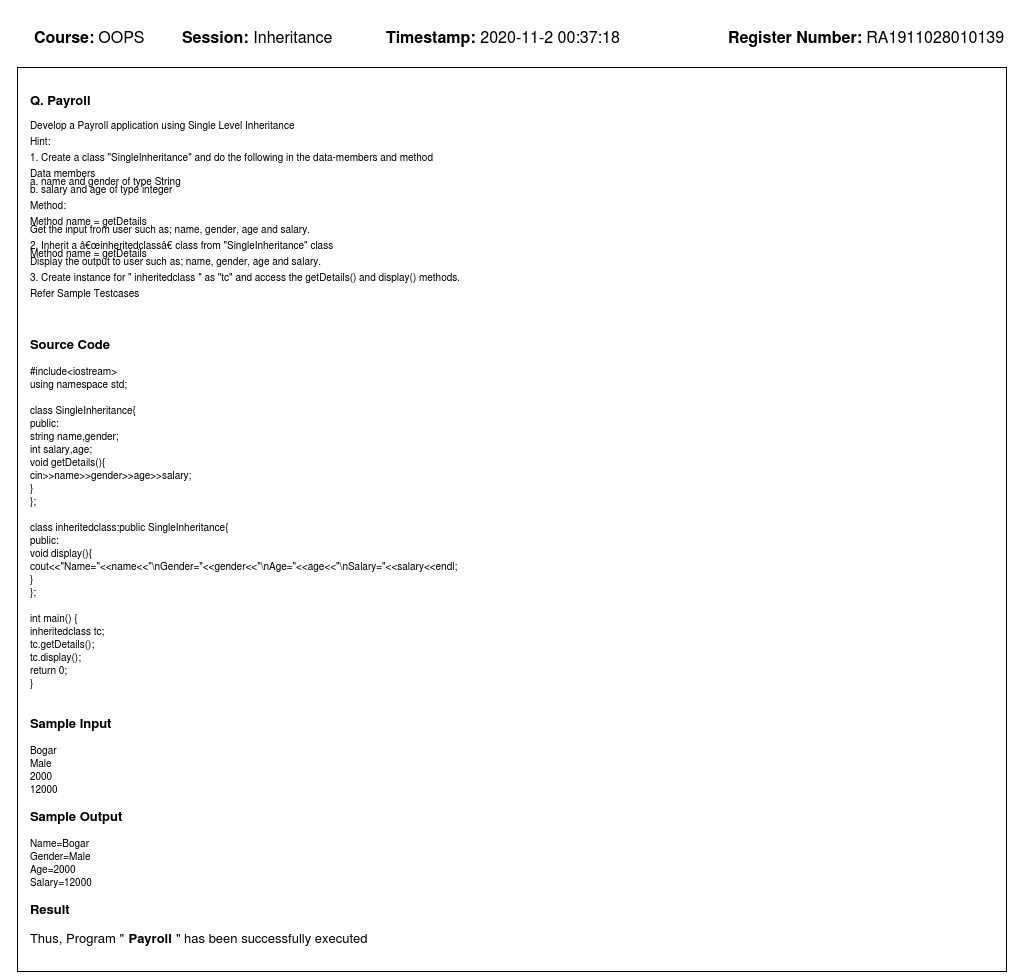 Course: OOPS Session: Inheritance Timestamp: 2020-11-2 00:37:18 Register Number: RA1911028010139
Q. Payroll
Develop a Payroll application using Single Level Inheritance
Hint:
1. Create a class "SingleInheritance" and do the following in the data-members and method
Data members
a. name and gender of type String
b. salary and age of type integer
Method:
Method name = getDetails
Get the input from user such as; name, gender, age and salary.
2. Inherit a â€œinheritedclassâ€ class from "SingleInheritance" class
Method name = getDetails
Display the output to user such as; name, gender, age and salary.
3. Create instance for " inheritedclass " as "tc" and access the getDetails() and display() methods.
Refer Sample Testcases
Source Code
#include<iostream>
using namespace std;
class SingleInheritance{
public:
string name,gender;
int salary,age;
void getDetails(){
cin>>name>>gender>>age>>salary;
}
};
class inheritedclass:public SingleInheritance{
public:
void display(){
cout<<"Name="<<name<<"\nGender="<<gender<<"\nAge="<<age<<"\nSalary="<<salary<<endl;
}
};
int main() {
inheritedclass tc;
tc.getDetails();
tc.display();
return 0;
}
Sample Input
Bogar
Male
2000
12000
Sample Output
Name=Bogar
Gender=Male
Age=2000
Salary=12000
Result
Thus, Program " Payroll " has been successfully executed